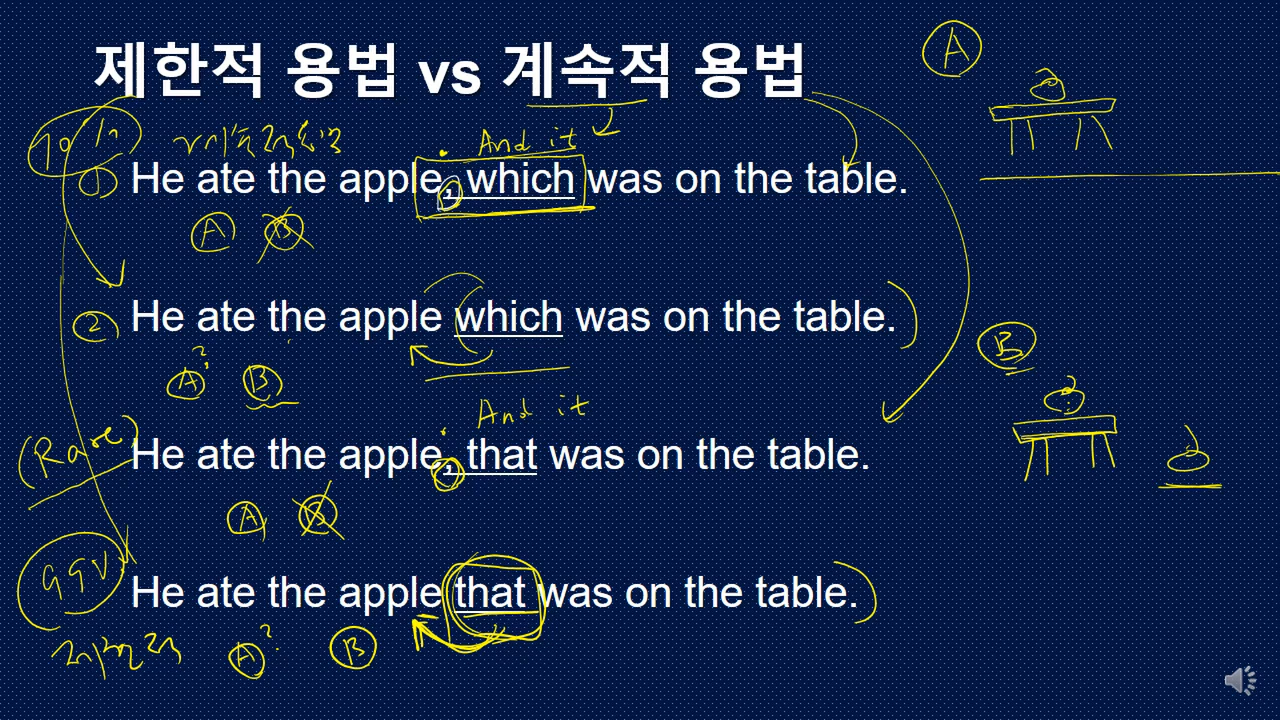 제한적 용법 vs 계속적 용법
A
And it
① He ate the apple, which was on the table.
A B
② He ate the apple which was on the table.
A? B
B
And it
(Rare) He ate the apple, that was on the table.
A B
He ate the apple that was on the table.
A? B